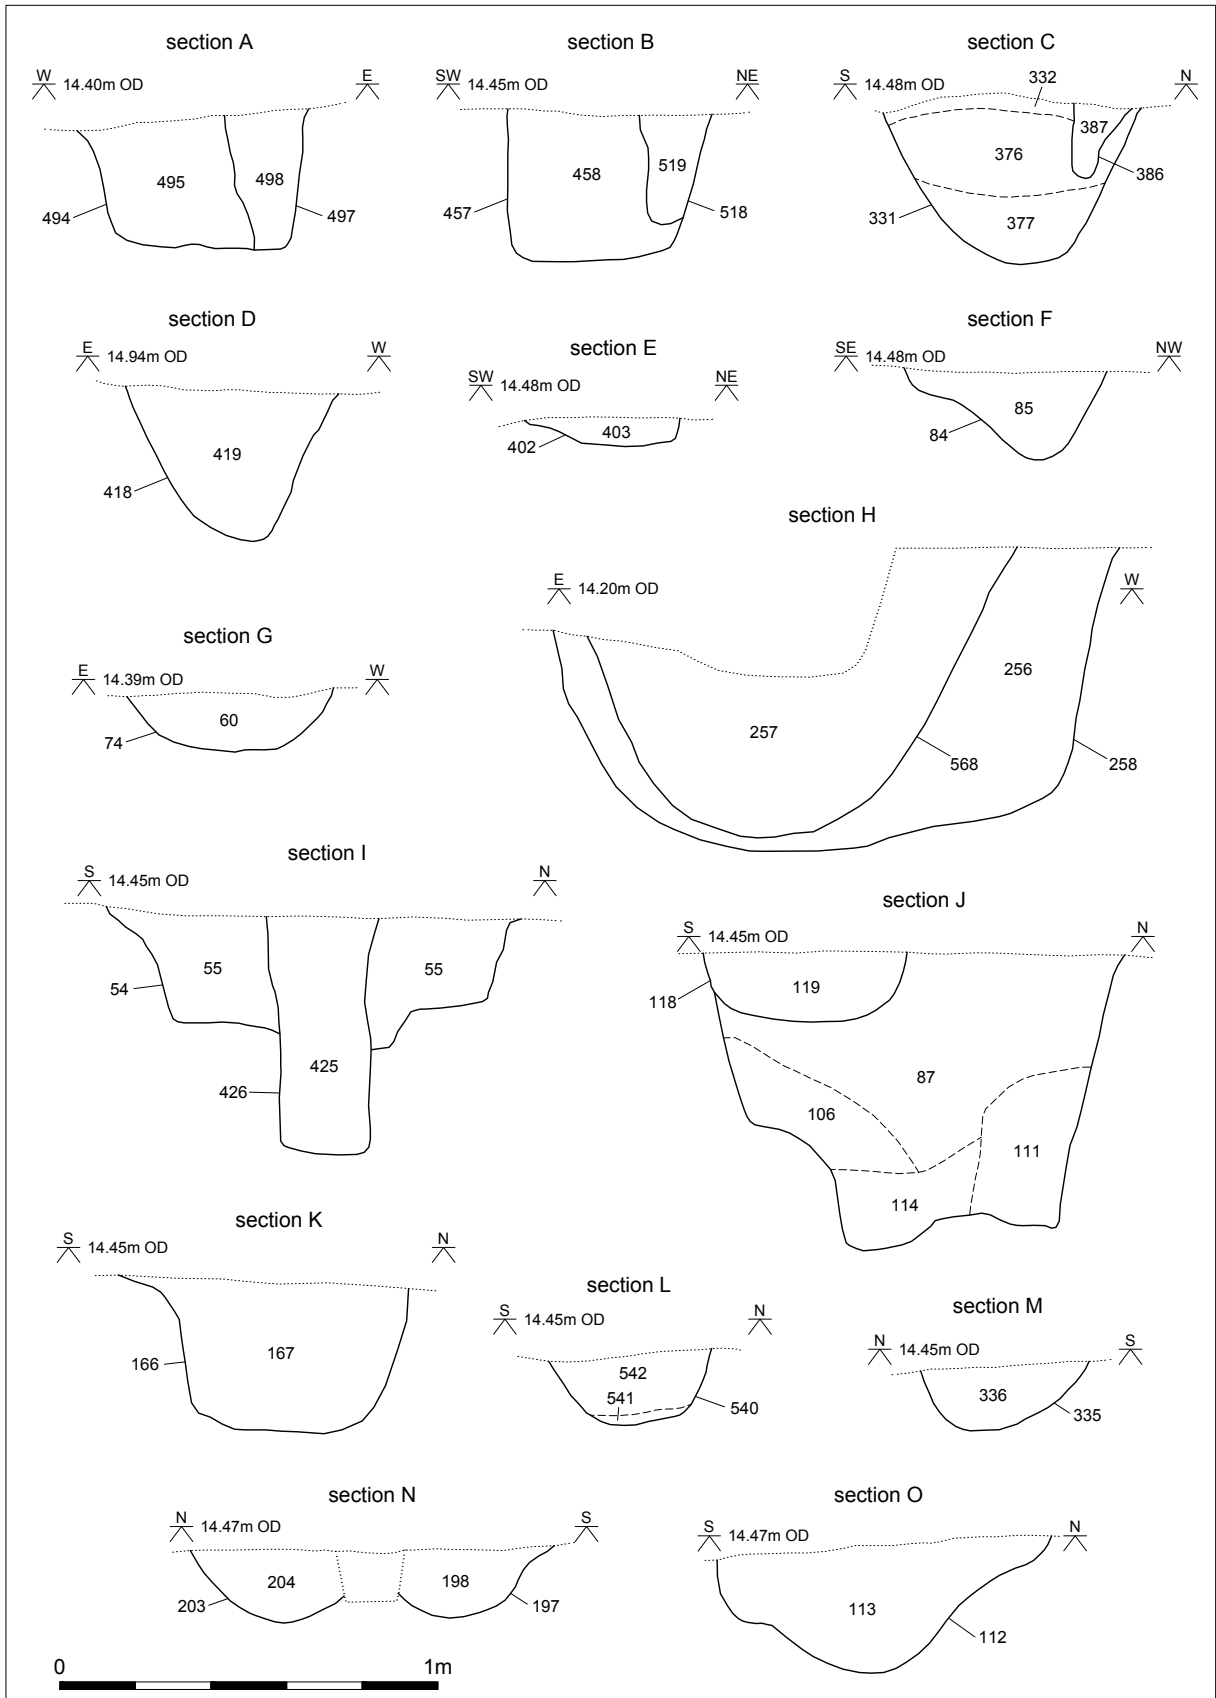 section A
W 14.40m OD E
495
498
494
497
section B
SW 14.45m OD NE
458
519
457
518
section C
S 14.48m OD 332 N
387
376
386
331
377
section D
E 14.94m OD W
419
418
section E
SW 14.48m OD NE
403
402
section F
SE 14.48m OD NW
85
84
section G
E 14.39m OD W
60
74
section H
E 14.20m OD W
256
257
568
258
section I
S 14.45m OD N
55
55
54
425
426
section J
S 14.45m OD N
119
118
87
106
111
114
section K
S 14.45m OD N
167
166
section L
S 14.45m OD N
542
541
540
section M
N 14.45m OD S
336
335
section N
N 14.47m OD S
204
198
203
197
section O
S 14.47m OD N
113
112
0 1m